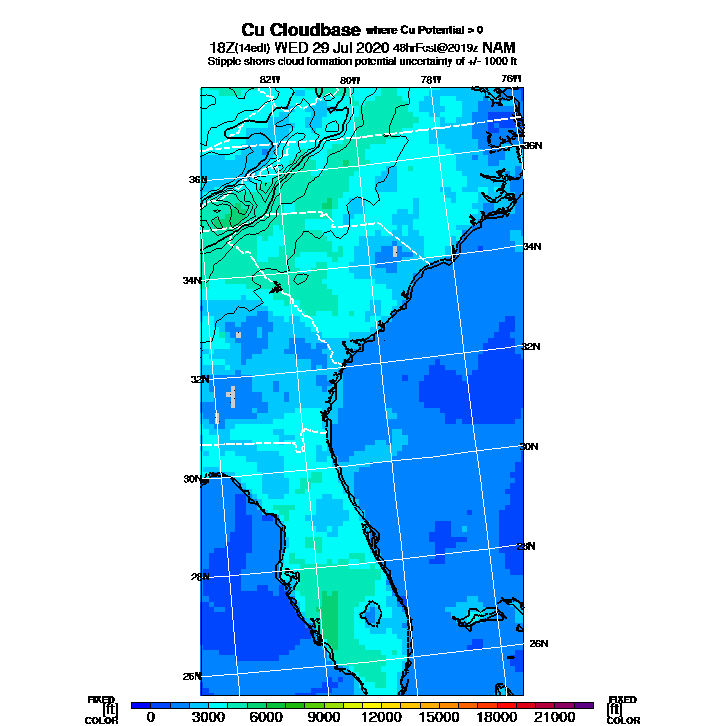 Cu Cloudbase where Cu Potential > 0
18Z(14edt) WED 29 Jul 2020 48hrFcst@2019z NAM
Stipple shows cloud formation potential uncertainty of +/- 1000 ft
82W 80W 78W 76W
36N 36N
34N 34N
32N 32N
30N 30N
28N 28N
26N 26N
FIXED FIXED
[ft] [ft]
COLOR COLOR
0 3000 6000 9000 12000 15000 18000 21000